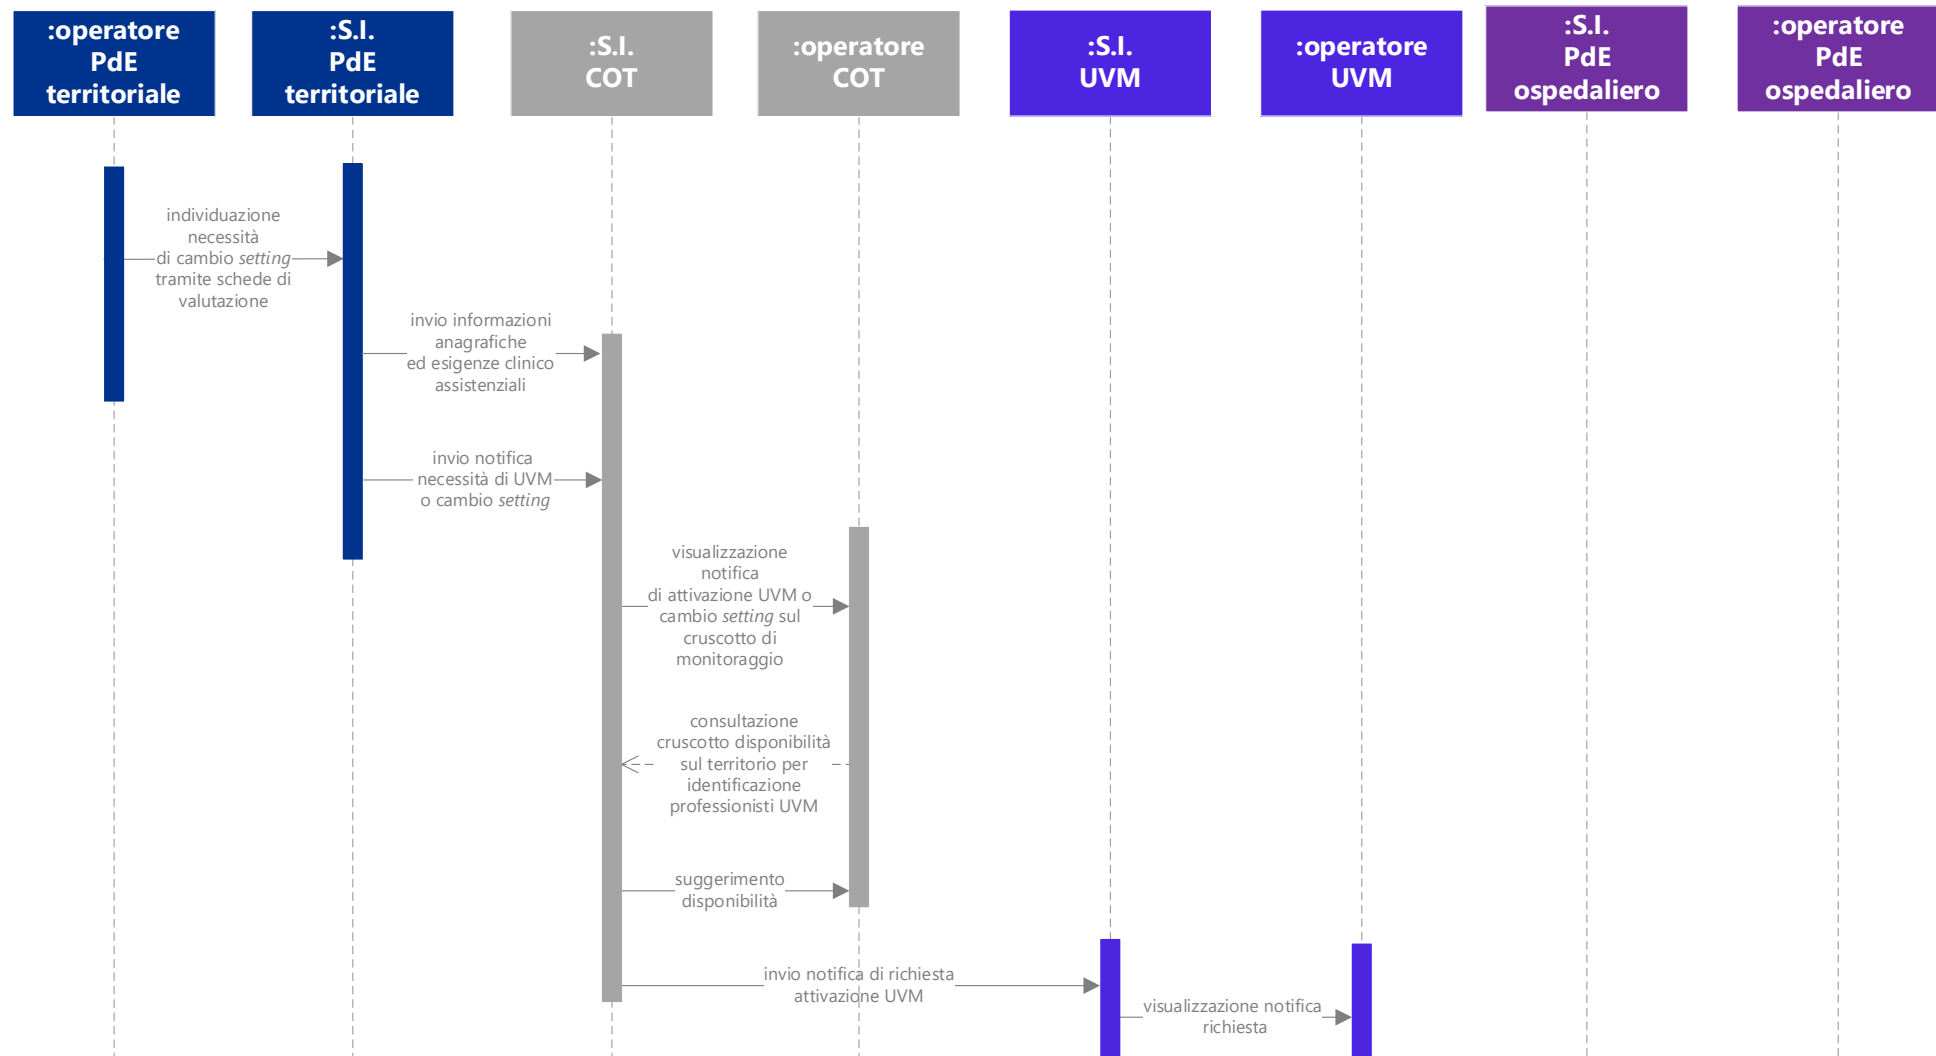 :operatore
PdE
territoriale
:S.I.
PdE
territoriale
:S.I.
COT
:operatore
COT
:S.I.
UVM
:operatore
UVM
:S.I.
PdE
ospedaliero
:operatore
PdE
ospedaliero
individuazione
necessità
di cambio setting
tramite schede di
valutazione
invio informazioni
anagrafiche
ed esigenze clinico
assistenziali
invio notifica
necessità di UVM
o cambio setting
visualizzazione
notifica
di attivazione UVM o
cambio setting sul
cruscotto di
monitoraggio
consultazione
cruscotto disponibilità
sul territorio per
identificazione
professionisti UVM
suggerimento
disponibilità
invio notifica di richiesta
attivazione UVM
visualizzazione notifica
richiesta